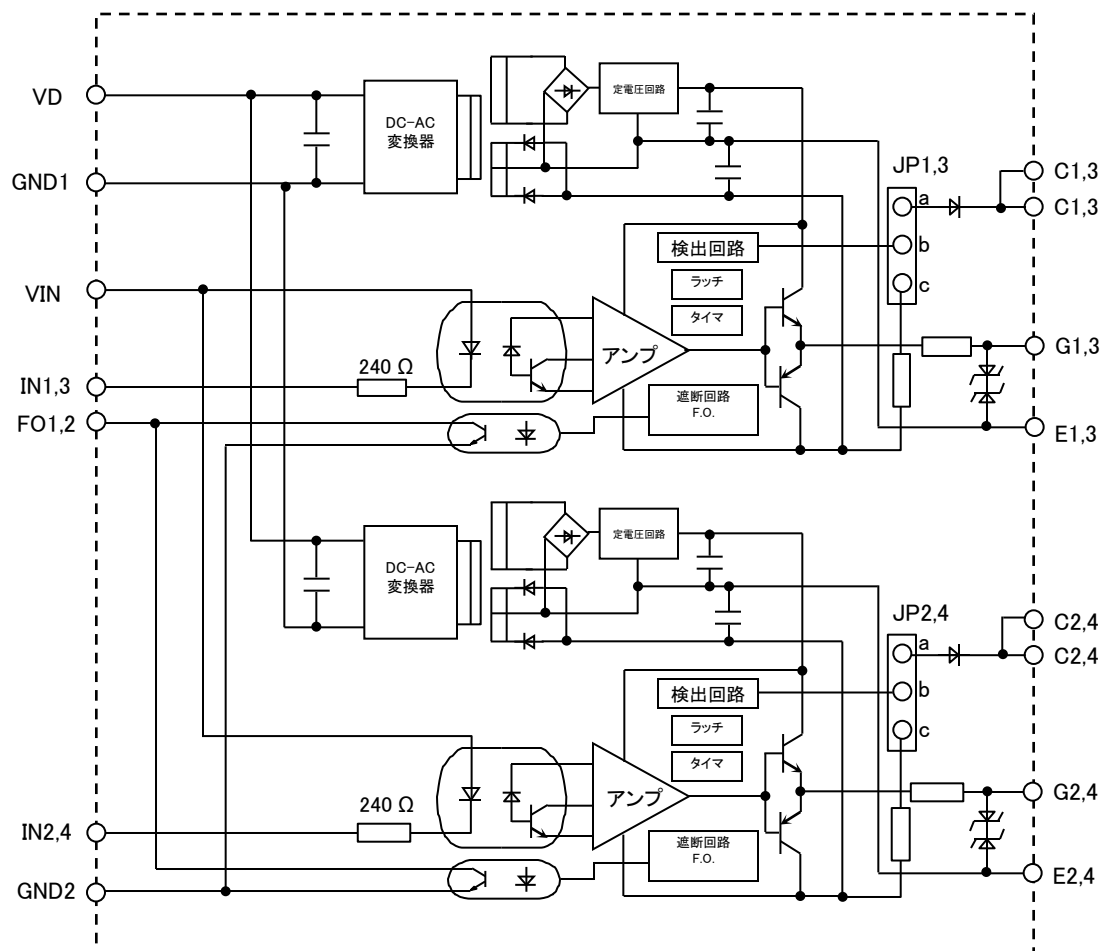 VD
DC-AC
変換器
定電圧回路
JP1,3
C1,3
GND1
a
C1,3
検出回路
b
ラッチ
c
VIN
タイマ
アンプ
G1,3
240 Ω
IN1,3
遮断回路
F.O.
FO1,2
E1,3
DC-AC
変換器
定電圧回路
JP2,4
C2,4
a
C2,4
検出回路
b
ラッチ
c
タイマ
アンプ
G2,4
240 Ω
IN2,4
遮断回路
F.O.
GND2
E2,4